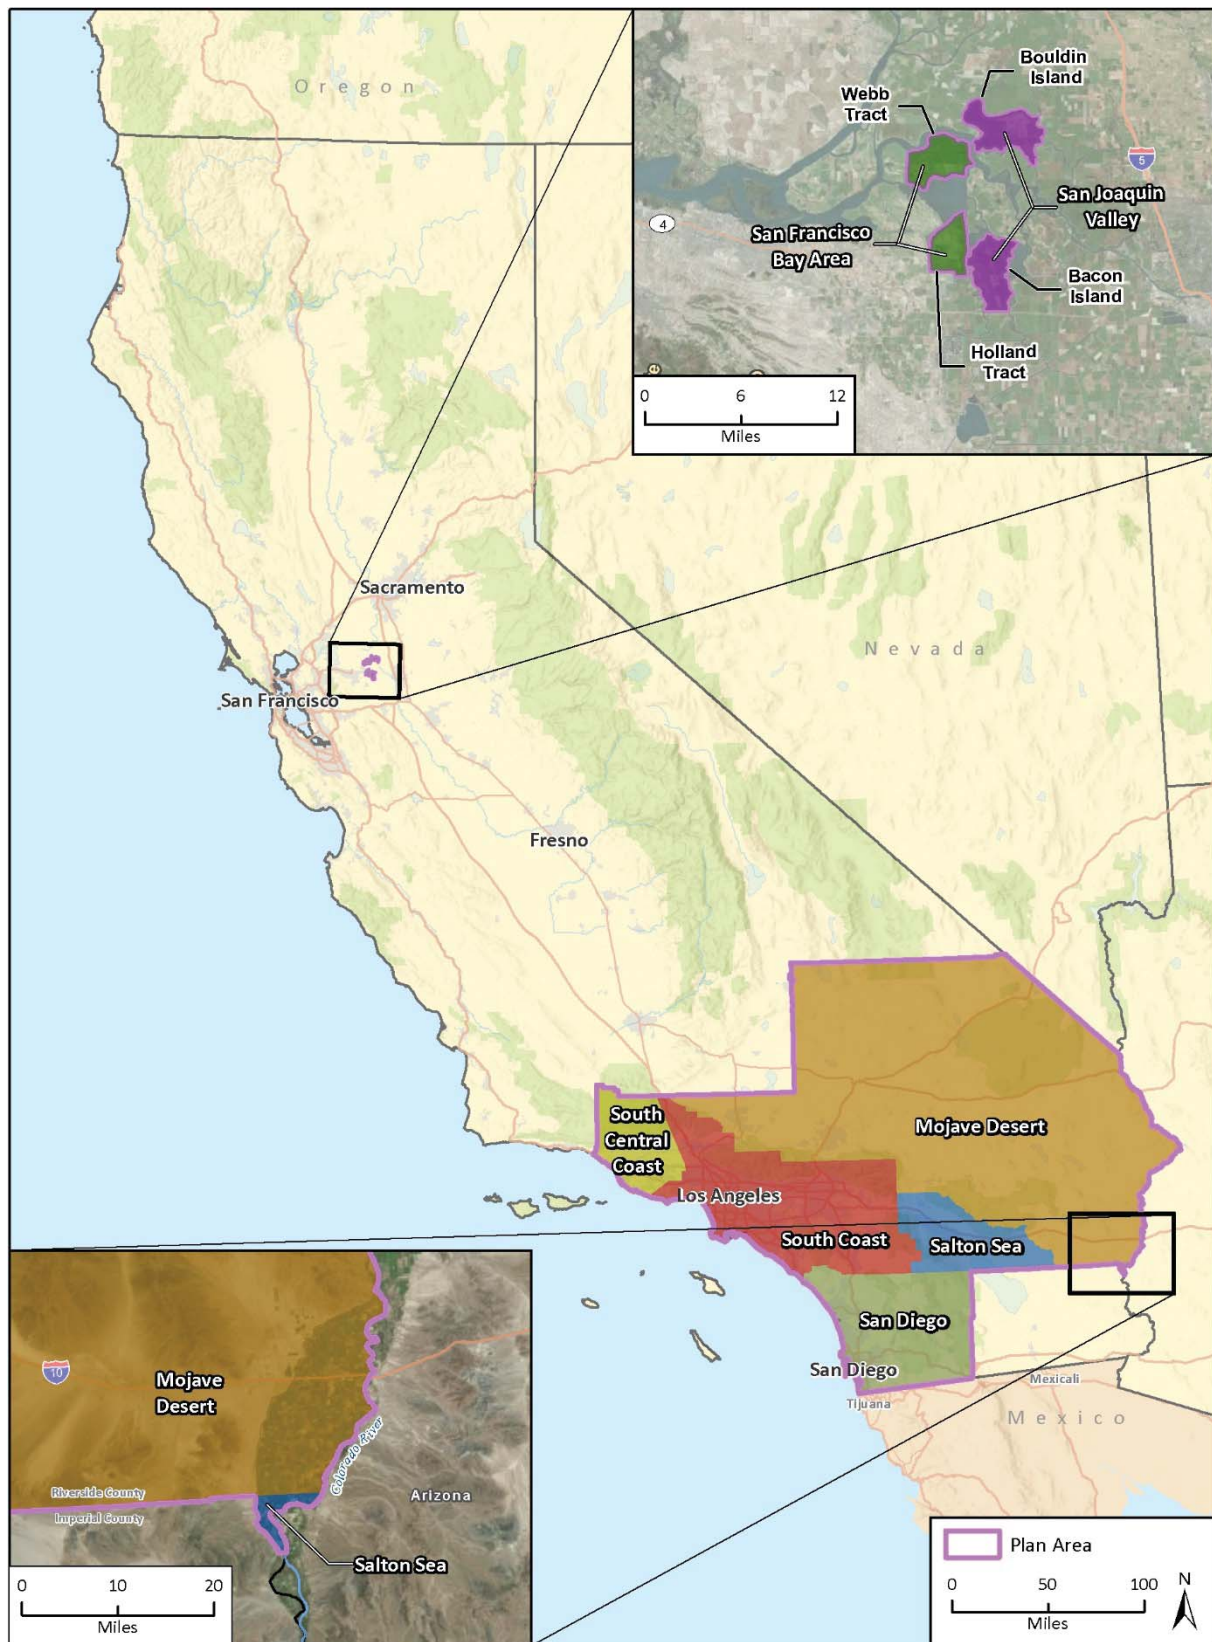 Oregon
Bouldin
Island
Webb
Tract
5
San Joaquin
Valley
4
San Francisco
Bay Area
Bacon
Island
Holland
Tract
0 6 12
Miles
Sacramento
Nevada
San Francisco
Fresno
South
Central
Coast
Mojave Desert
Los Angeles
South Coast
Salton Sea
San Diego
San Diego
Mexicali
Tijuana
Mexico
10
Mojave
Desert
Colorado River
Riverside County
Imperial County
Arizona
Salton Sea
0 10 20
Miles
Plan Area
0 50 100
Miles
N